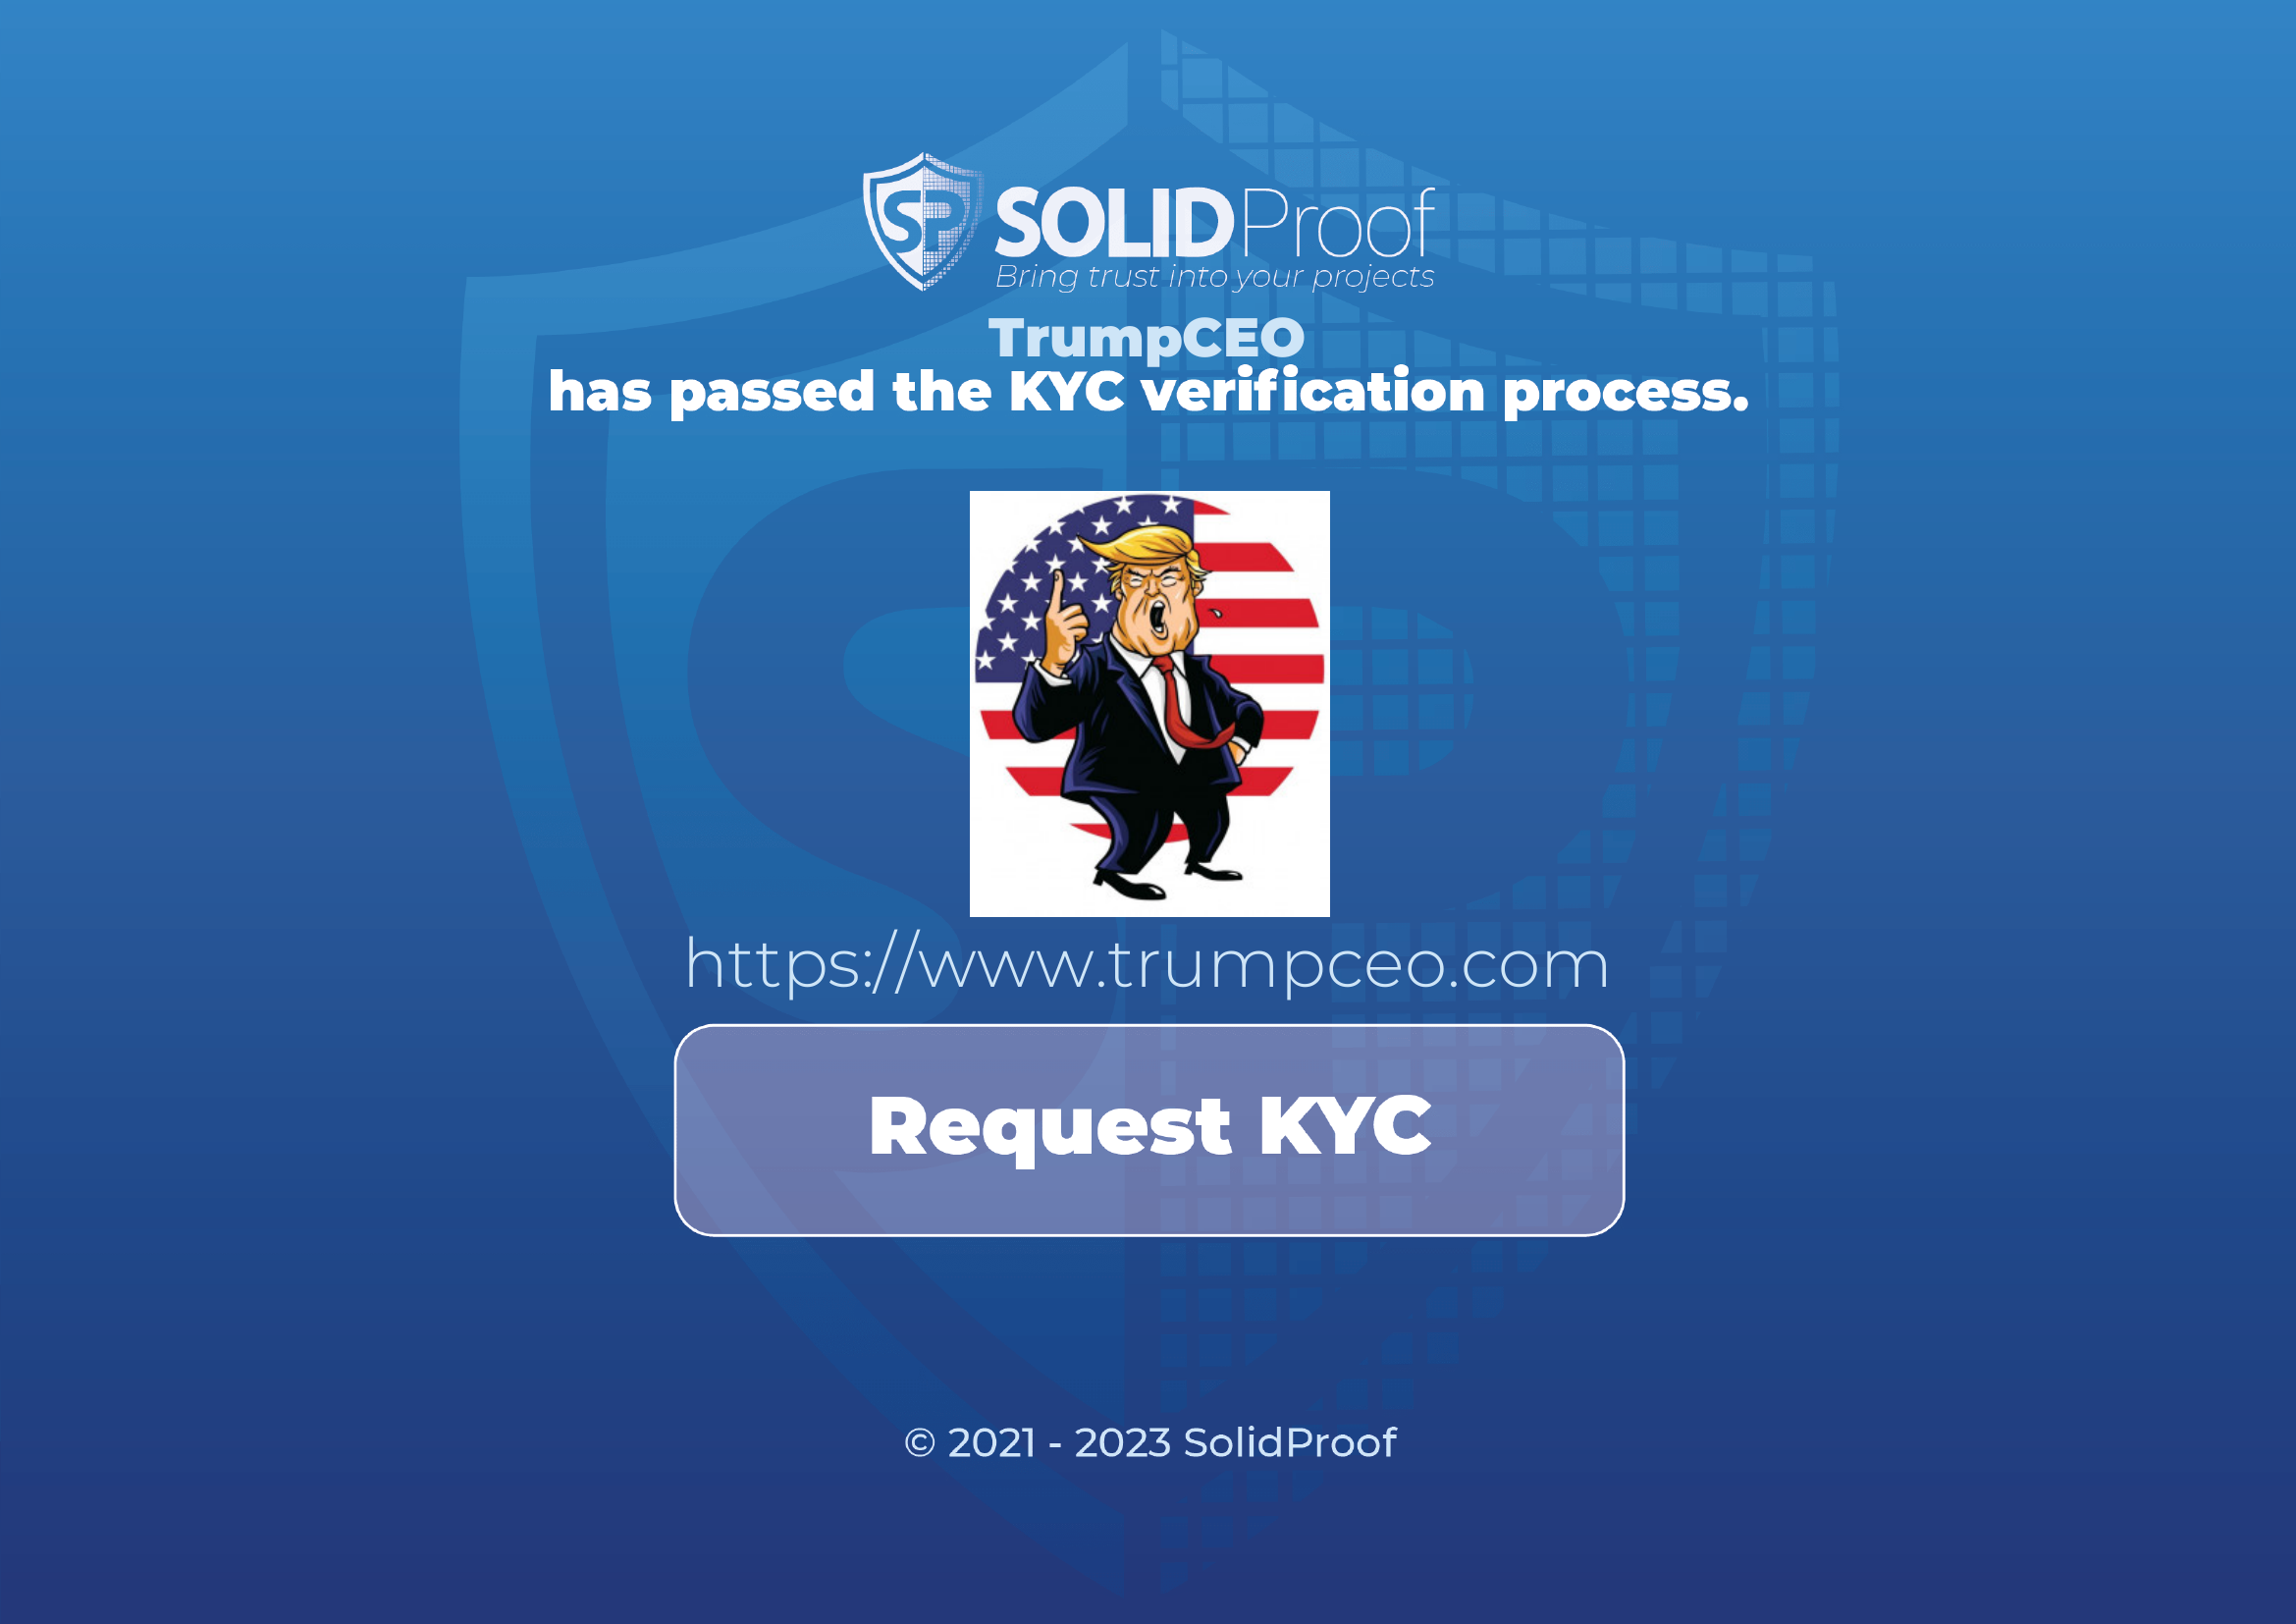 SP SOLIDProof
Bring trust into your projects
TrumpCEO
has passed the KYC verification process.
https://www.trumpceo.com
Request KYC
© 2021 - 2023 SolidProof